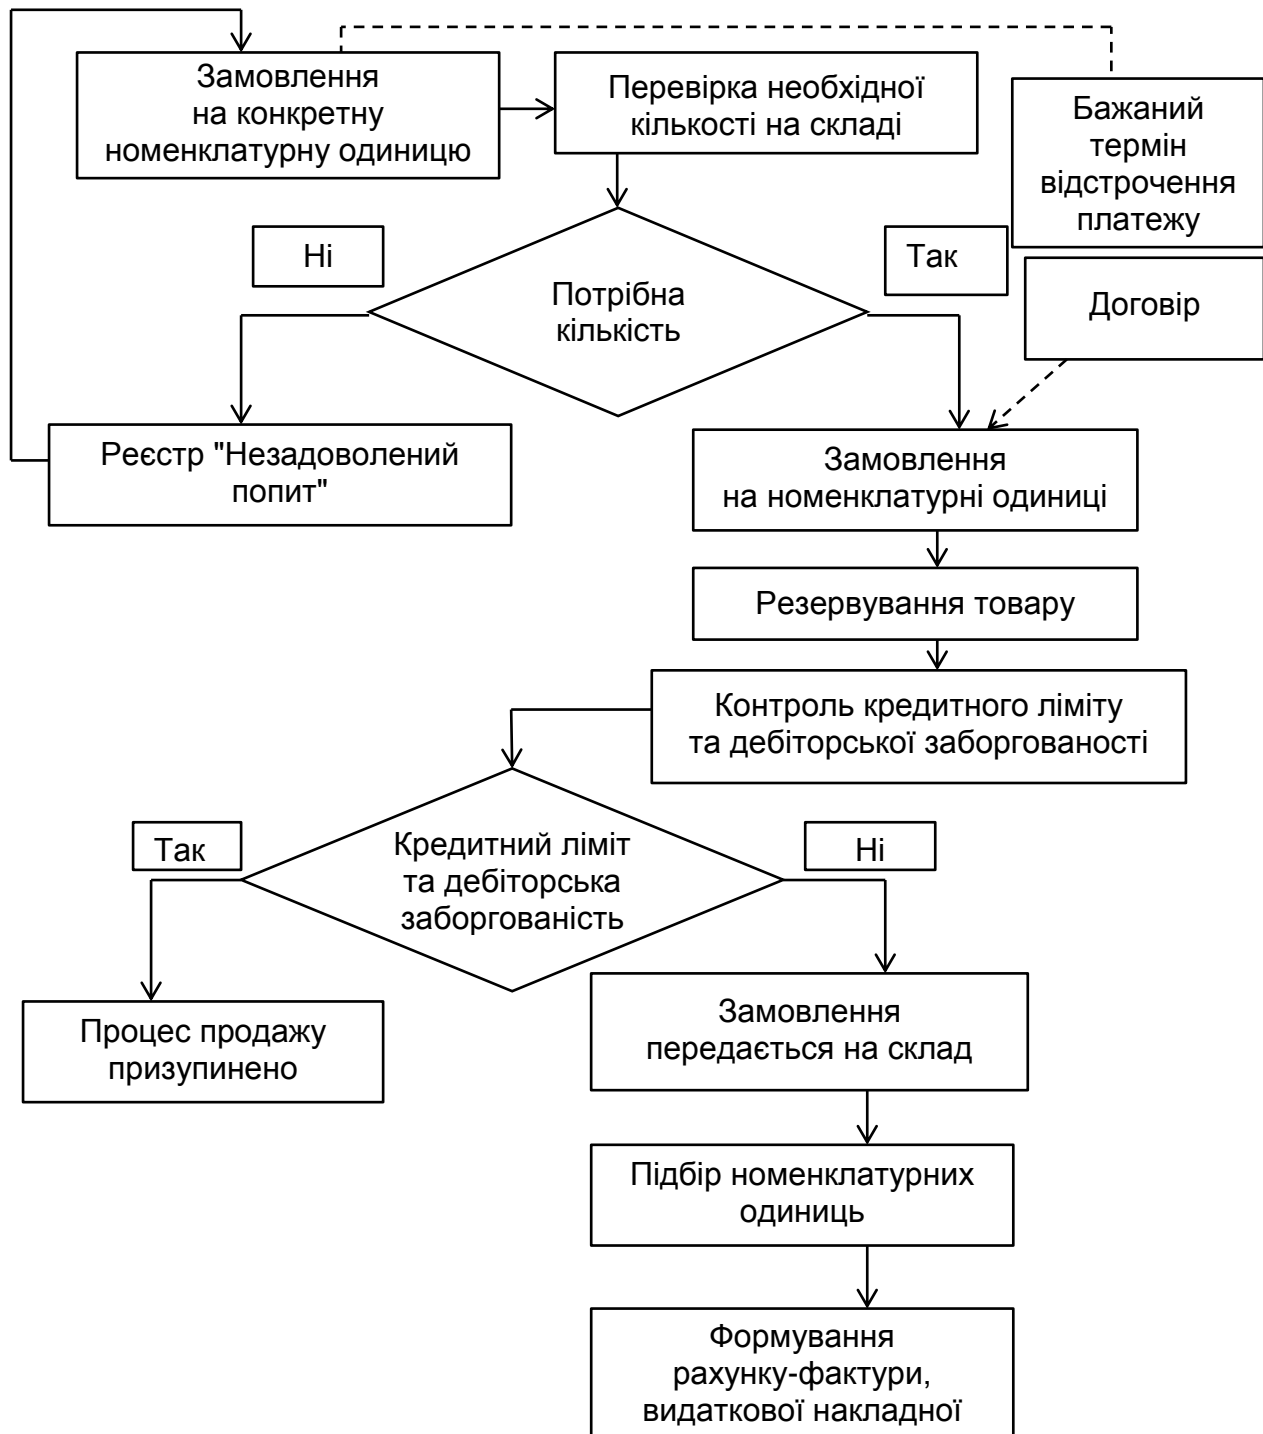 Замовлення
на конкретну
номенклатурну одиницю
Перевірка необхідної
кількості на складі
Бажаний
термін
відстрочення
платежу
Ні
Так
Потрібна
кількість
Договір
Реєстр "Незадоволений
попит"
Замовлення
на номенклатурні одиниці
Резервування товару
Контроль кредитного ліміту
та дебіторської заборгованості
Так
Кредитний ліміт
та дебіторська
заборгованість
Ні
Процес продажу
призупинено
Замовлення
передається на склад
Підбір номенклатурних
одиниць
Формування
рахунку-фактури,
видаткової накладної